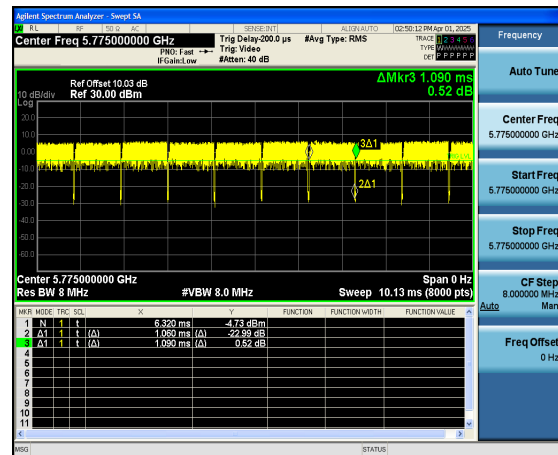 Agilent Spectrum Analyzer - Swept SA
RL RF 50 Ω AC SENSE:INT ALIGN AUTO 02:50:12 PM Apr 01, 2025
Center Freq 5.775000000 GHz
PNO: Fast
IFGain:Low
Trig Delay-200.0 µs
Trig: Video
#Atten: 40 dB
#Avg Type: RMS
TRACE 1 2 3 4 5 6
TYPE
DET P P P P P P
Ref Offset 10.03 dB
10 dB/div Ref 30.00 dBm
Log
ΔMkr3 1.090 ms
0.52 dB
20.0
10.0
0.00
-10.0
-20.0
-30.0
-40.0
-50.0
-60.0
3Δ1
2Δ1
Center 5.775000000 GHz
Res BW 8 MHz
#VBW 8.0 MHz
Span 0 Hz
Sweep 10.13 ms (8000 pts)
MKR MODE TRC SCL X Y FUNCTION FUNCTION WIDTH FUNCTION VALUE
1 N 1 t 6.320 ms -4.73 dBm
2 Δ1 1 t (Δ) 1.060 ms (Δ) -22.99 dB
3 Δ1 1 t (Δ) 1.090 ms (Δ) 0.52 dB
4
5
6
7
8
9
10
11
MSG STATUS
Frequency
Auto Tune
Center Freq
5.775000000 GHz
Start Freq
5.775000000 GHz
Stop Freq
5.775000000 GHz
CF Step
8.000000 MHz
Auto Man
Freq Offset
0 Hz